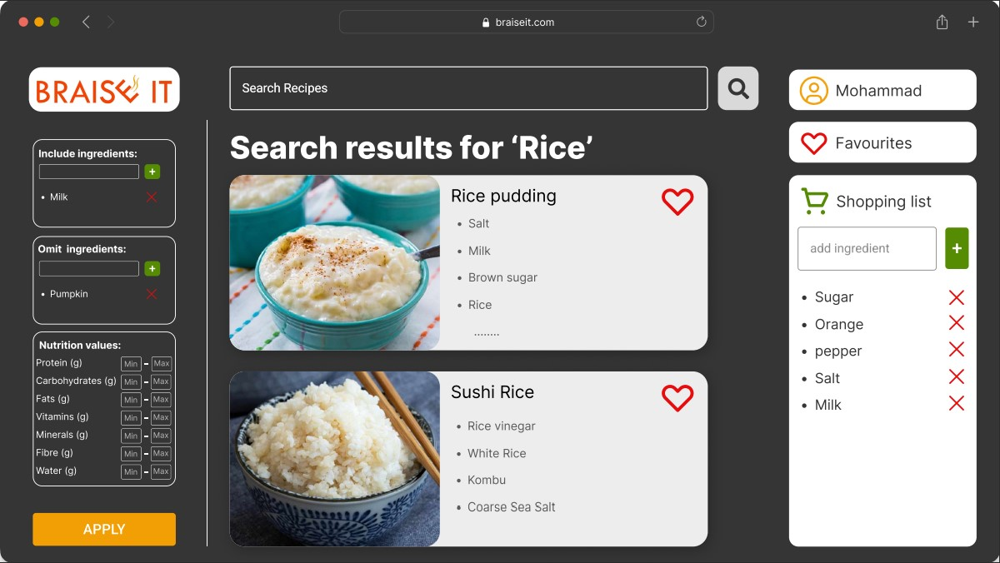 braiseit.com
BRAISE IT
Search Recipes
Mohammad
Favourites
Include ingredients:
+
• Milk
Omit ingredients:
+
• Pumpkin
Nutrition values:
Protein (g) Min - Max
Carbohydrates (g) Min - Max
Fats (g) Min - Max
Vitamins (g) Min - Max
Minerals (g) Min - Max
Fibre (g) Min - Max
Water (g) Min - Max
APPLY
Search results for ‘Rice’
Rice pudding
• Salt
• Milk
• Brown sugar
• Rice
........
Sushi Rice
• Rice vinegar
• White Rice
• Kombu
• Coarse Sea Salt
Shopping list
add ingredient +
• Sugar
• Orange
• pepper
• Salt
• Milk